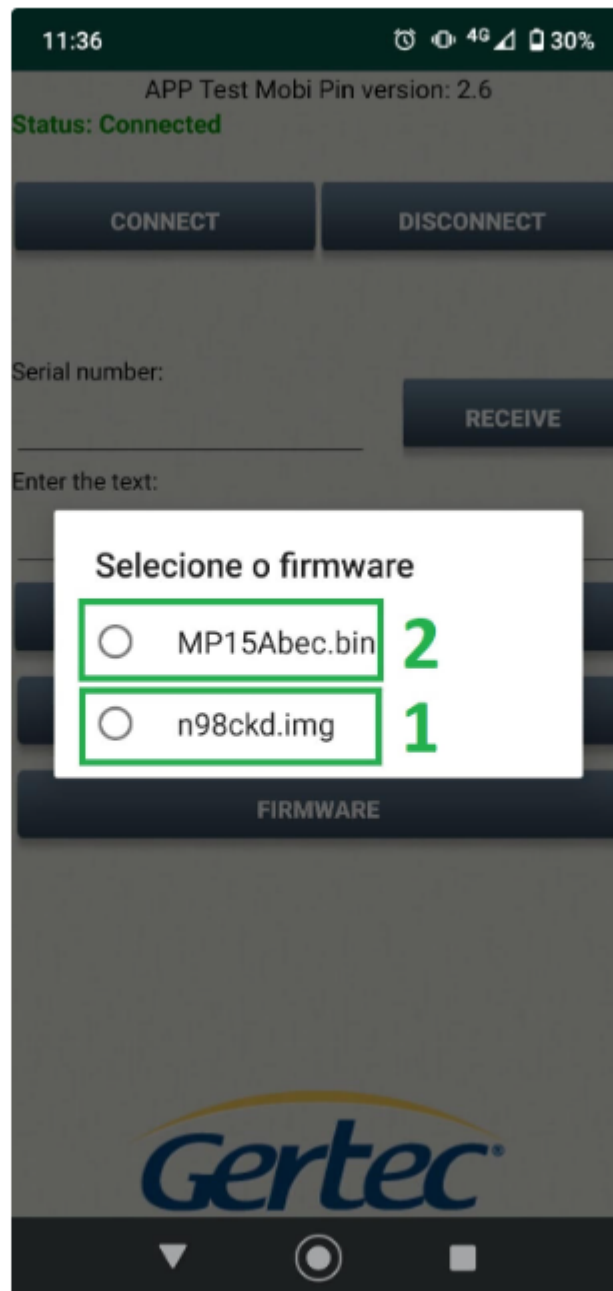 11:36 4G 30%
APP Test Mobi Pin version: 2.6
Status: Connected
CONNECT DISCONNECT
Serial number:
RECEIVE
Enter the text:
Selecione o firmware
MP15Abec.bin 2
n98ckd.img 1
FIRMWARE
Gertec®